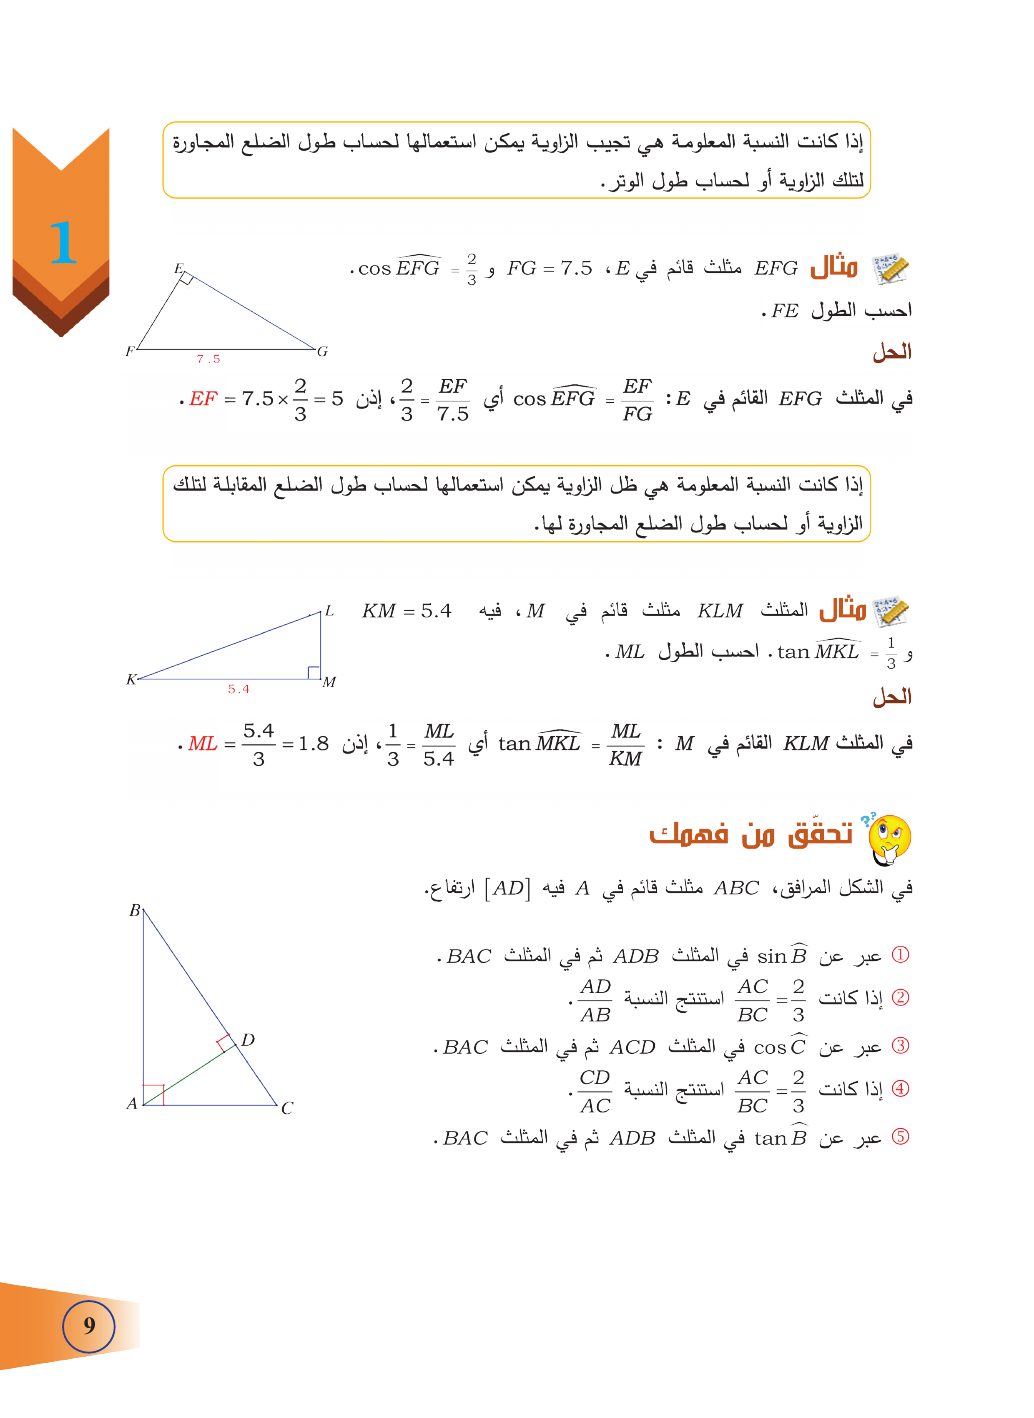 إذا كانت النسبة المعلومة هي تجيب الزاوية يمكن استعمالها لحساب طول الضلع المجاورة
لتلك الزاوية أو لحساب طول الوتر.
1
مثال EFG مثلث قائم في E، FG = 7.5 و cos EFG = 2/3.
احسب الطول FE.
E
F
G
7.5
الحل
في المثلث EFG القائم في E : cos EFG = EF/FG أي 2/3 = EF/7.5، إذن EF = 7.5 × 2/3 = 5.
إذا كانت النسبة المعلومة هي ظل الزاوية يمكن استعمالها لحساب طول الضلع المقابلة لتلك
الزاوية أو لحساب طول الضلع المجاورة لها.
مثال المثلث KLM مثلث قائم في M، فيه KM = 5.4
و tan MKL = 1/3. احسب الطول ML.
L
K
M
5.4
الحل
في المثلث KLM القائم في M : tan MKL = ML/KM أي 1/3 = ML/5.4، إذن ML = 5.4/3 = 1.8.
؟؟ تحقّق من فهمك
في الشكل المرافق، ABC مثلث قائم في A فيه [AD] ارتفاع.
B
D
A
C
① عبر عن sin B في المثلث ADB ثم في المثلث BAC.
② إذا كانت AC/BC = 2/3 استنتج النسبة AD/AB.
③ عبر عن cos C في المثلث ACD ثم في المثلث BAC.
④ إذا كانت AC/BC = 2/3 استنتج النسبة CD/AC.
⑤ عبر عن tan B في المثلث ADB ثم في المثلث BAC.
9